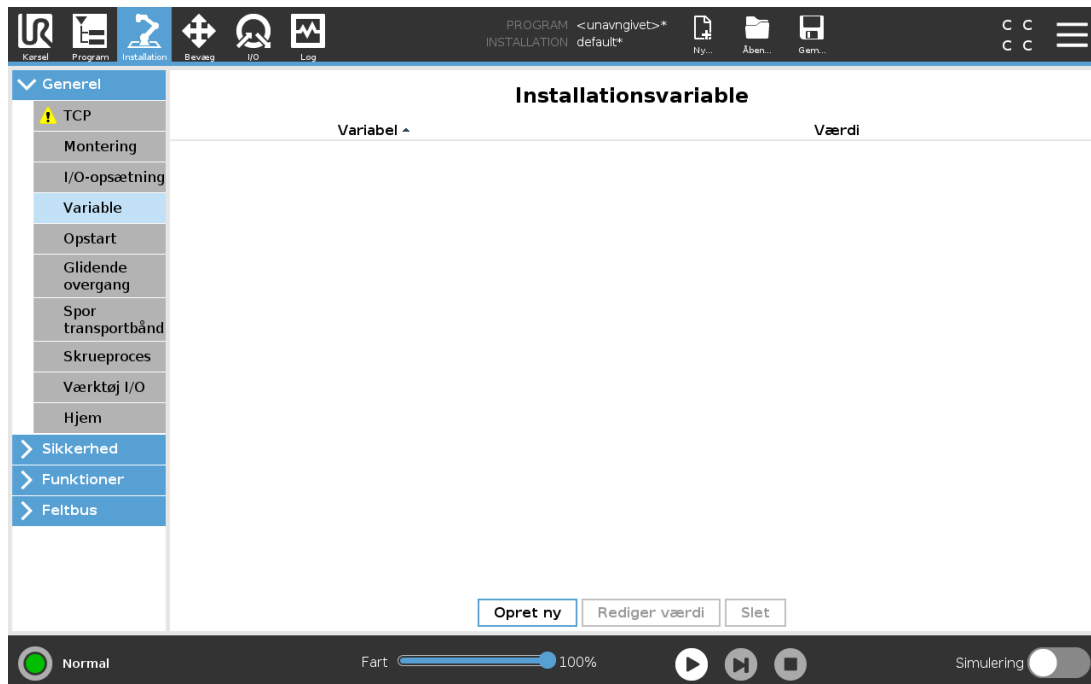 PROGRAM <unavngivet>*
INSTALLATION default*
Kørsel Program Installation Bevæg I/O Log
Ny... Åben... Gem...
C C
C C
Generel
TCP
Montering
I/O-opsætning
Variable
Opstart
Glidende
overgang
Spor
transportbånd
Skrueproces
Værktøj I/O
Hjem
Sikkerhed
Funktioner
Feltbus
Installationsvariable
Variabel Værdi
Opret ny Rediger værdi Slet
Normal Fart 100% Simulering